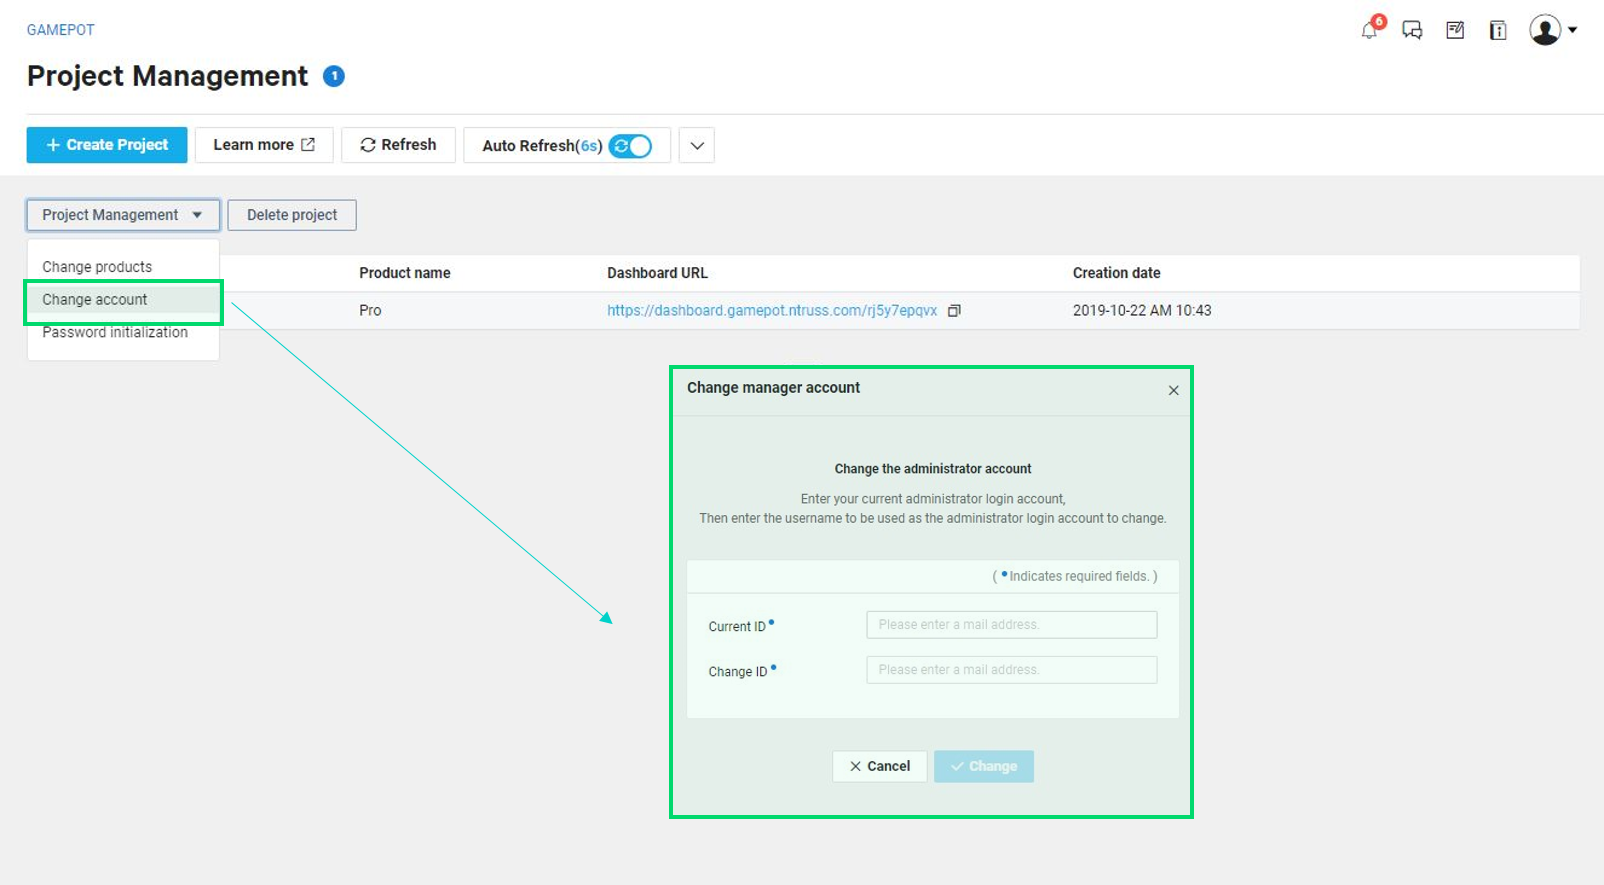 GAMEPOT
6
Project Management 1
+ Create Project
Learn more
Refresh
Auto Refresh(6s)
Project Management
Delete project
Change products
Change account
Password initialization
Product name
Dashboard URL
Creation date
Pro
https://dashboard.gamepot.ntruss.com/rj5y7epqvx
2019-10-22 AM 10:43
Change manager account
Change the administrator account
Enter your current administrator login account,
Then enter the username to be used as the administrator login account to change.
( • Indicates required fields. )
Current ID •
Please enter a mail address.
Change ID •
Please enter a mail address.
Cancel
Change